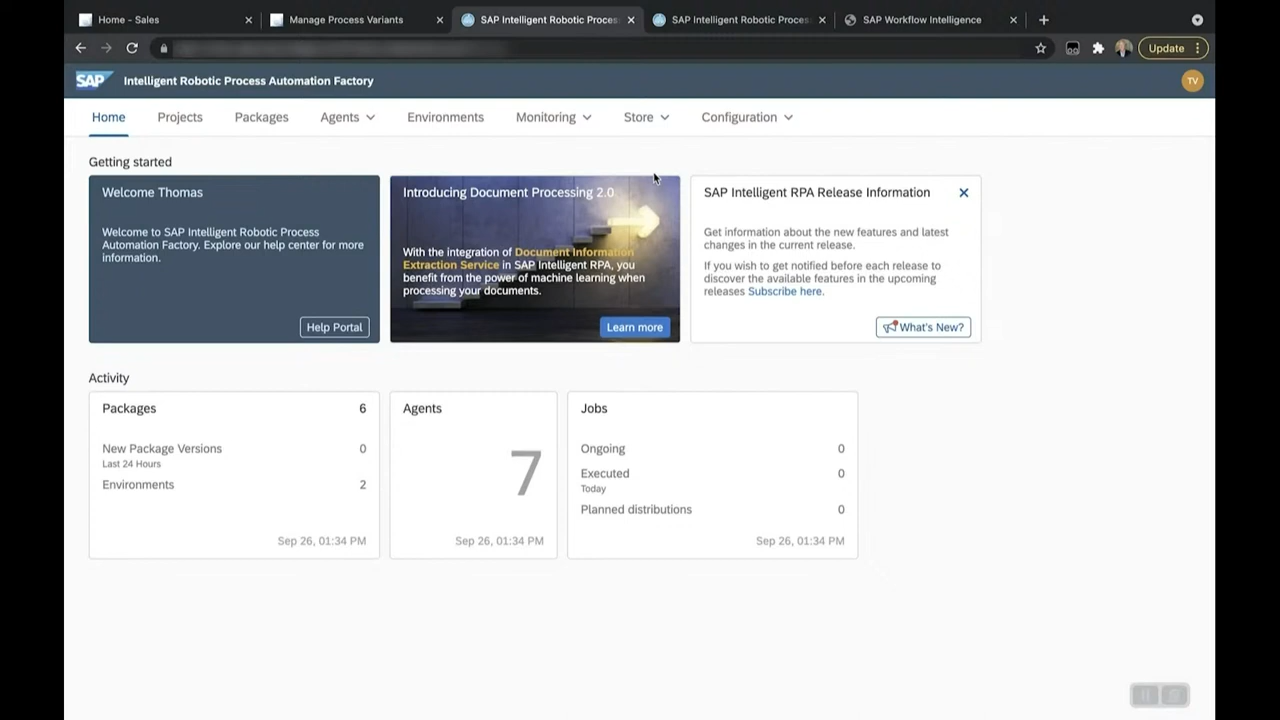 Home - Sales
Manage Process Variants
SAP Intelligent Robotic Proces
SAP Intelligent Robotic Proces
SAP Workflow Intelligence
Update
SAP Intelligent Robotic Process Automation Factory
TV
Home Projects Packages Agents Environments Monitoring Store Configuration
Getting started
Welcome Thomas
Welcome to SAP Intelligent Robotic Process
Automation Factory. Explore our help center for more
information.
Help Portal
Introducing Document Processing 2.0
With the integration of Document Information
Extraction Service in SAP Intelligent RPA, you
benefit from the power of machine learning when
processing your documents.
Learn more
SAP Intelligent RPA Release Information
Get information about the new features and latest
changes in the current release.
If you wish to get notified before each release to
discover the available features in the upcoming
releases Subscribe here.
What's New?
Activity
Packages 6
New Package Versions 0
Last 24 Hours
Environments 2
Sep 26, 01:34 PM
Agents
7
Sep 26, 01:34 PM
Jobs
Ongoing 0
Executed 0
Today
Planned distributions 0
Sep 26, 01:34 PM